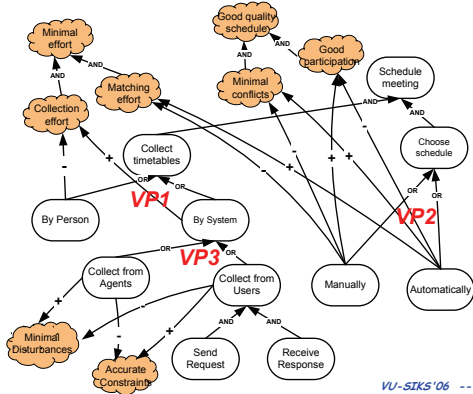 Minimal
effort
Good quality
schedule
Good
participation
AND
AND
AND
AND
Collection
effort
Matching
effort
Minimal
conflicts
Schedule
meeting
AND
AND
-
+
Collect
timetables
-
-
+
+
-
Choose
schedule
OR
OR
OR
OR
VP1
VP2
By Person
By System
OR
VP3
OR
Collect from
Agents
Collect from
Users
Manually
Automatically
+
-
-
+
AND
AND
Minimal
Disturbances
Accurate
Constraints
Send
Request
Receive
Response
VU-SIKS'06 --